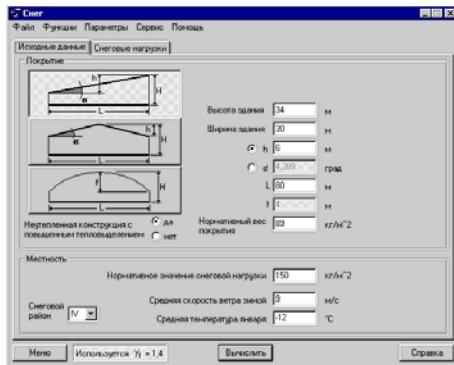 Снег
Файл Функции Параметры Сервис Помощь
Исходные данные Снеговые нагрузки
Покрытие
h H
α
L
h H
α
L
f H
L
Высота здания 34 м
Ширина здания 30 м
h 6 м
α 4,289 град
L 80 м
f 4 м
Неутепленная конструкция с повышенным тепловыделением
да
нет
Нормативный вес покрытия 89 кг/м^2
Местность
Нормативное значение снеговой нагрузки 150 кг/м^2
Снеговой район IV
Средняя скорость ветра зимой 9 м/с
Средняя температура января -12 °C
Меню Используется γf =1,4 Вычислить Справка